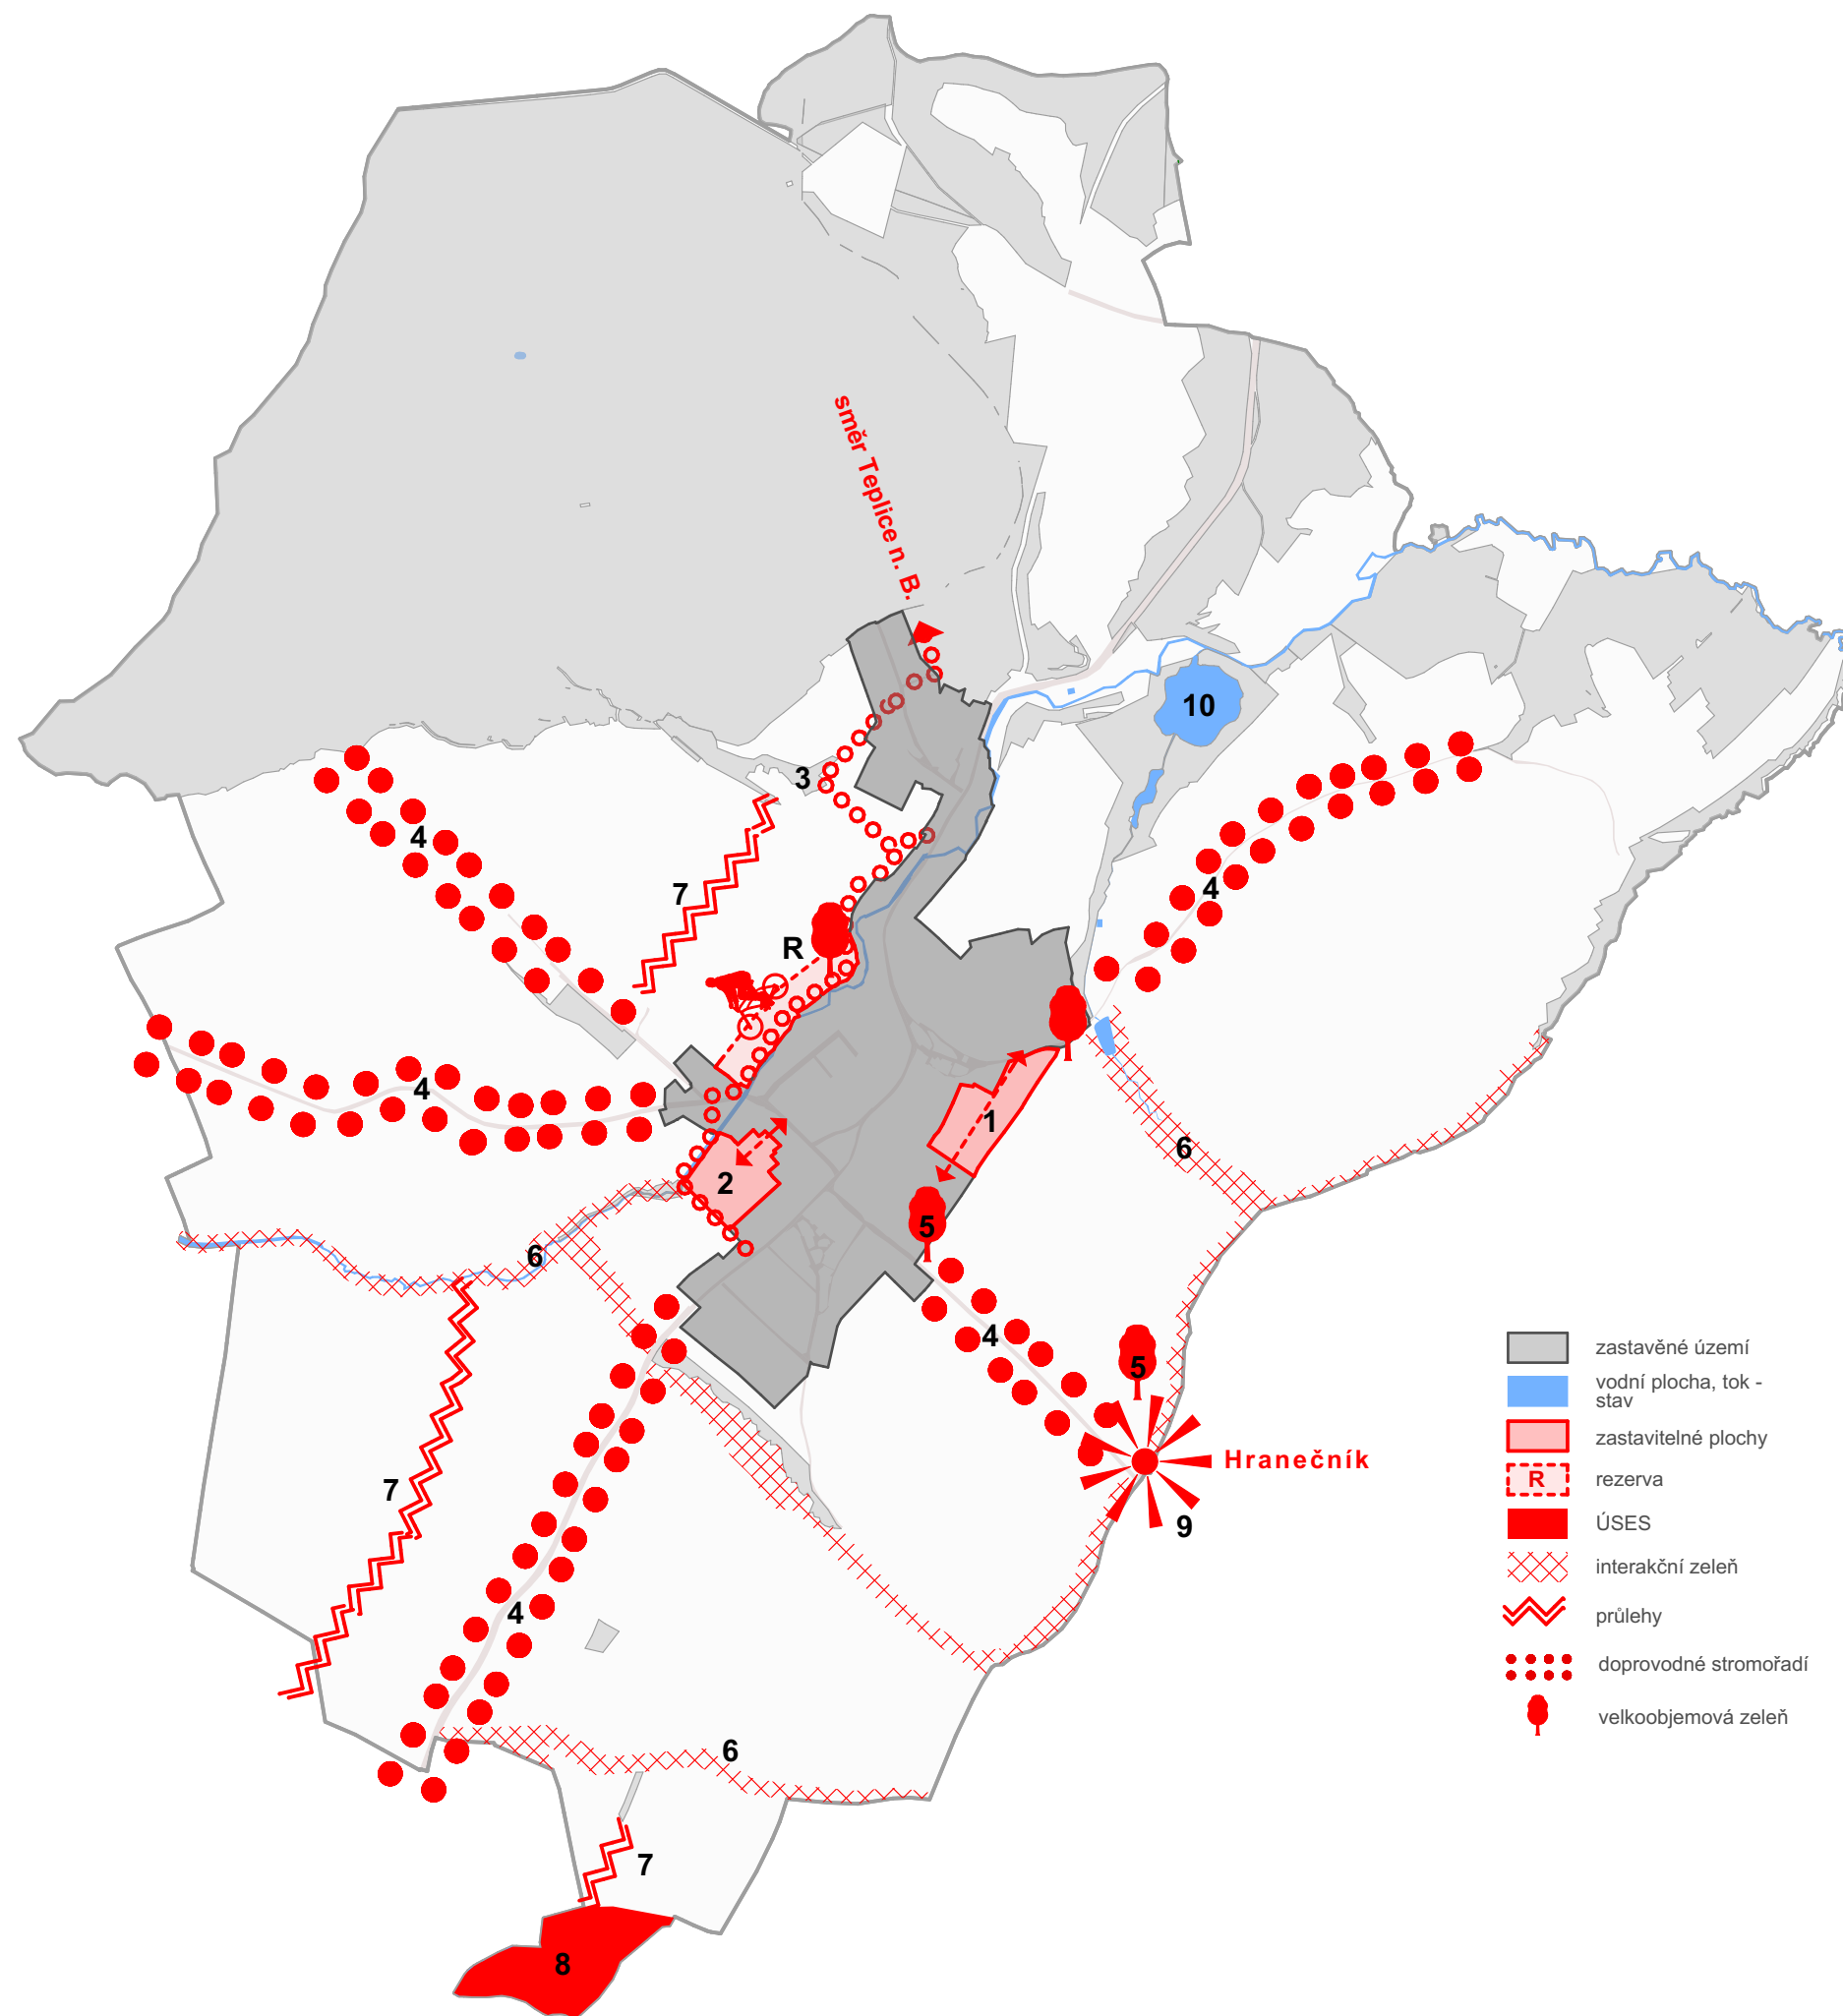 směr Teplice n. B.
10
3
4
4
7
R
4
1
6
2
5
6
4
5
Hranečník
7
9
4
6
7
8
zastavěné území
vodní plocha, tok -
stav
zastavitelné plochy
R rezerva
ÚSES
interakční zeleň
průlehy
doprovodné stromořadí
velkoobjemová zeleň